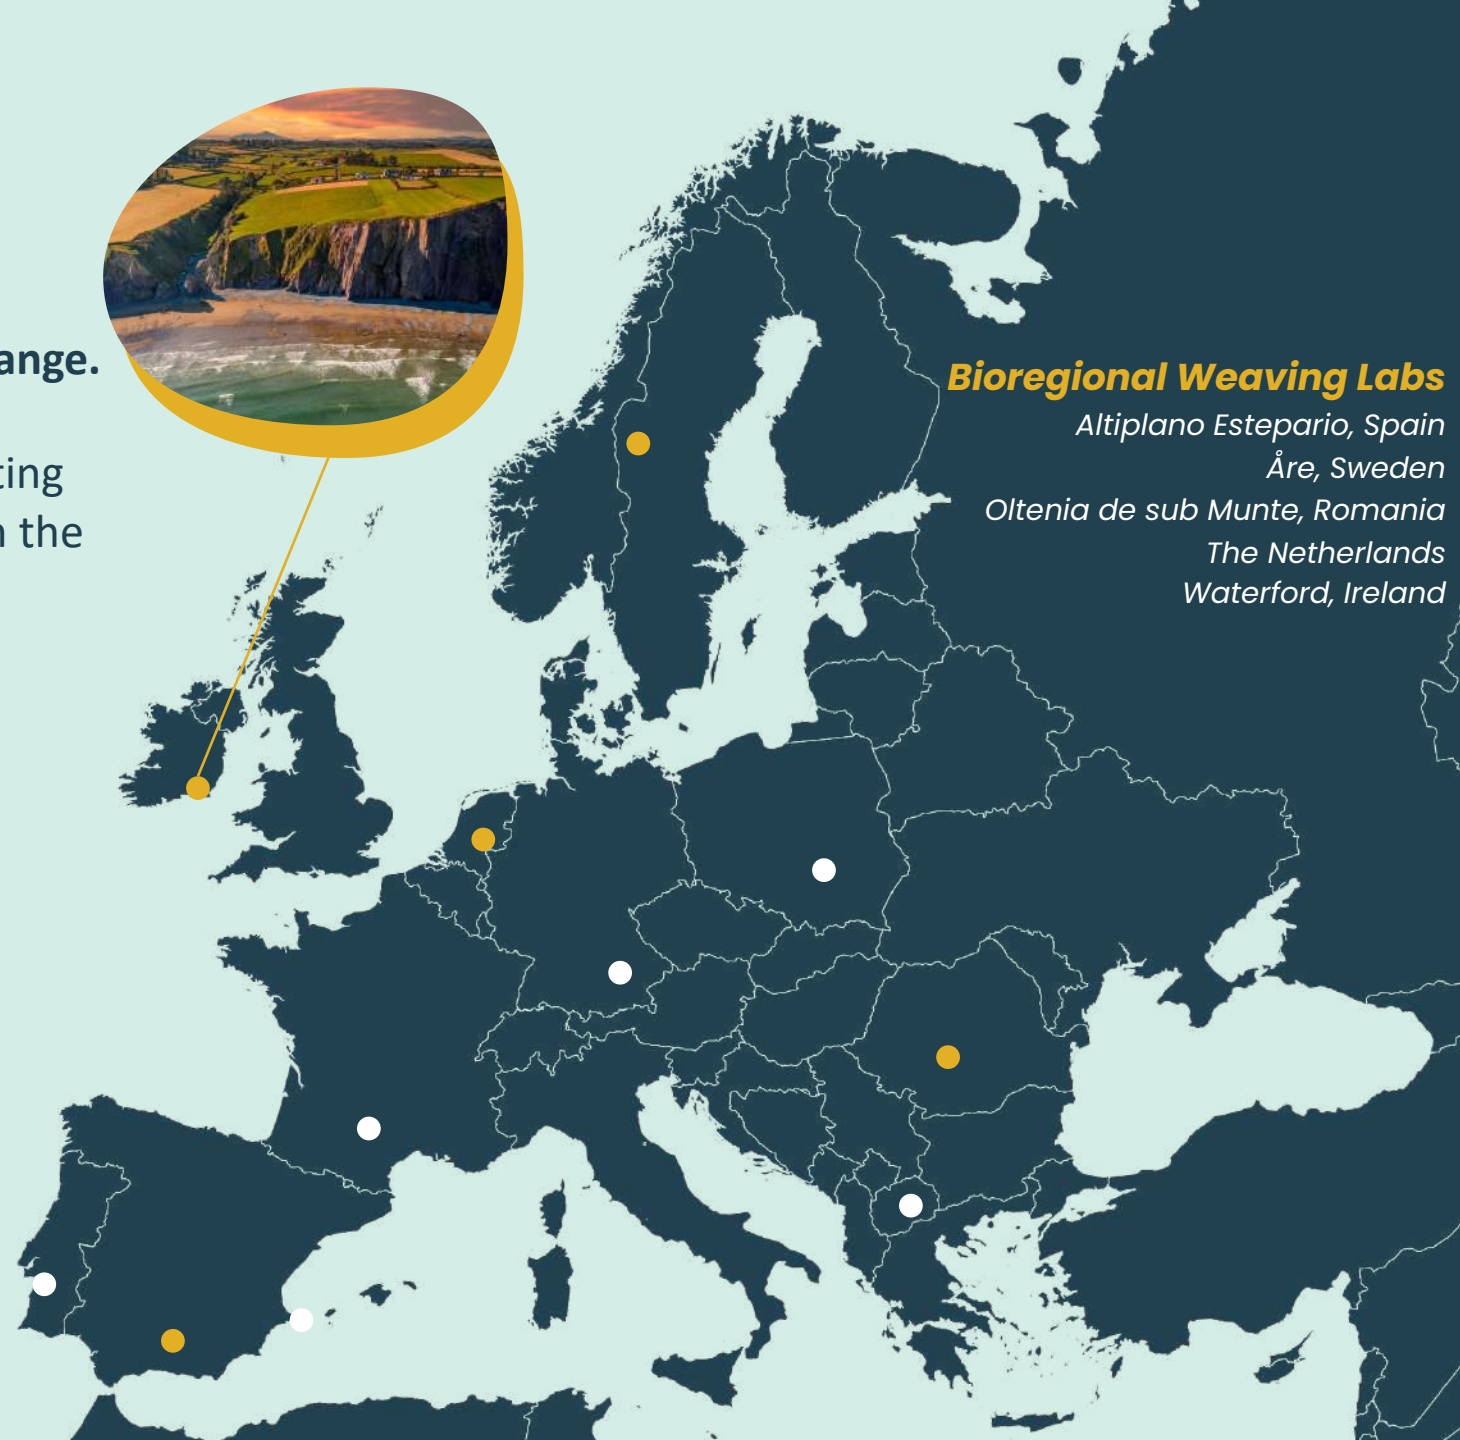 ange.
ting
n the
Bioregional Weaving Labs
Altiplano Estepario, Spain
Åre, Sweden
Oltenia de sub Munte, Romania
The Netherlands
Waterford, Ireland